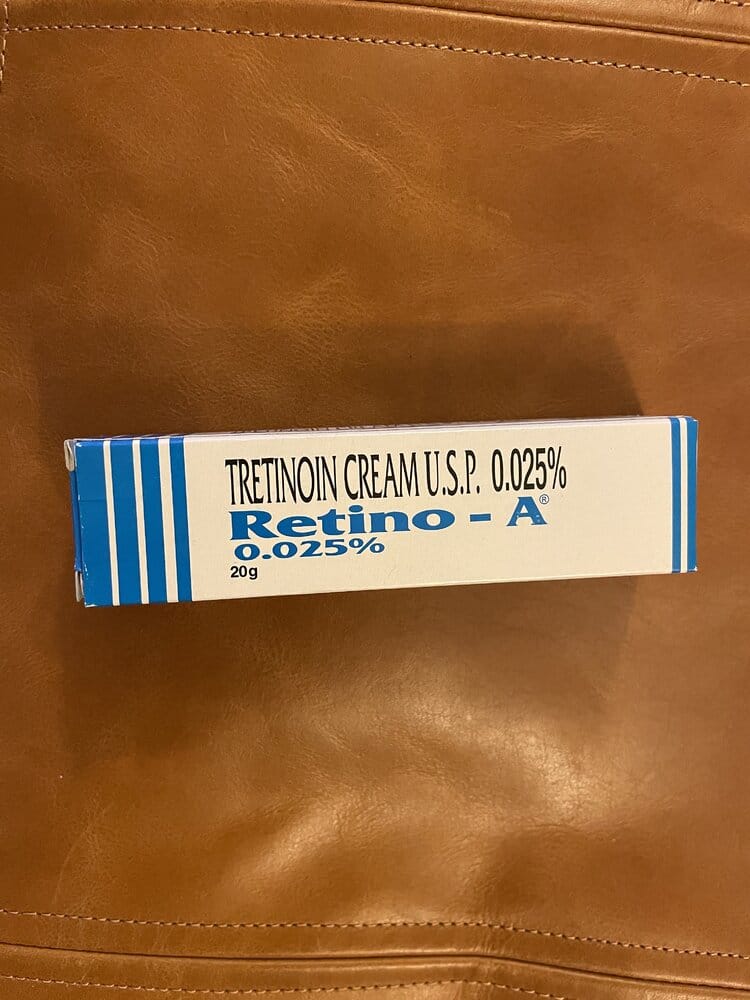 TRETINOIN CREAM U.S.P. 0.025%
Retino - A®
0.025%
20g